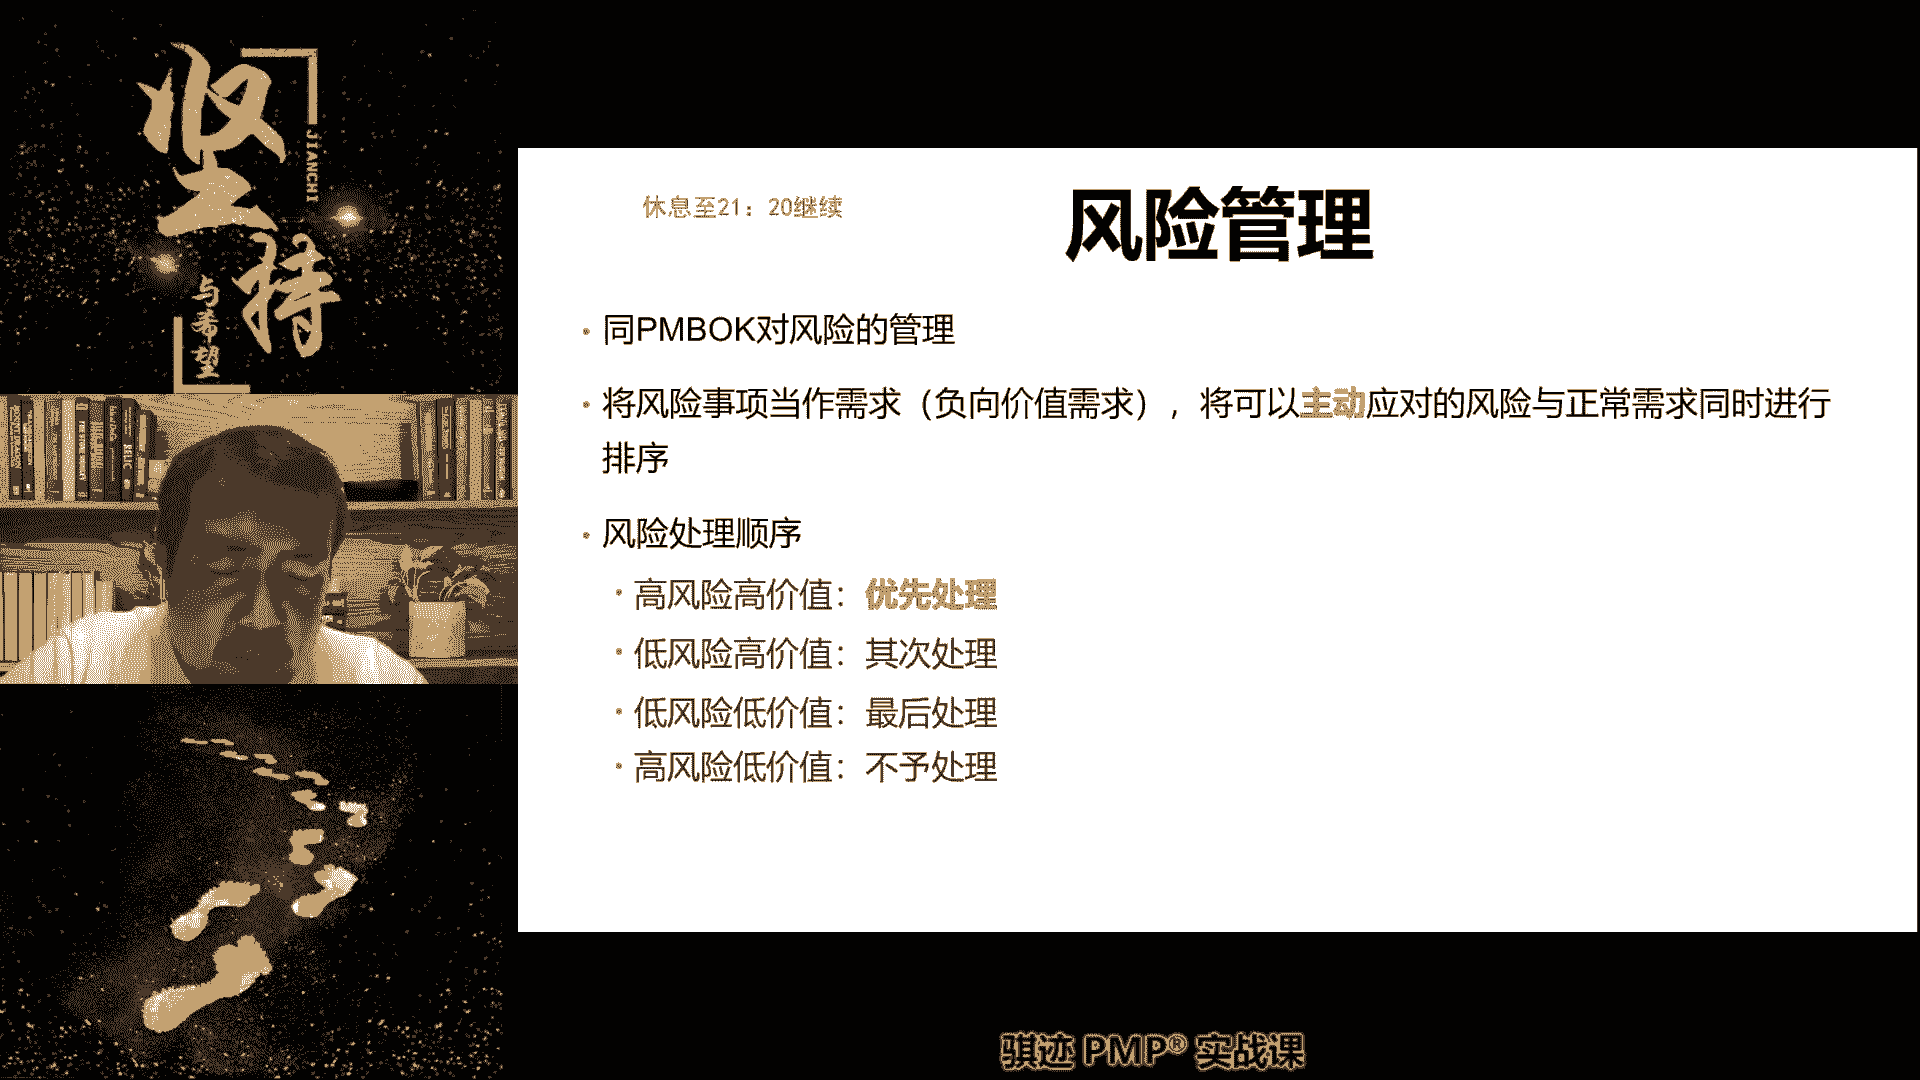 坚持
JIANCHI
与希望
休息至21：20继续
风险管理
同PMBOK对风险的管理
将风险事项当作需求（负向价值需求），将可以主动应对的风险与正常需求同时进行
排序
风险处理顺序
高风险高价值：优先处理
低风险高价值：其次处理
低风险低价值：最后处理
高风险低价值：不予处理
骐迹 PMP® 实战课